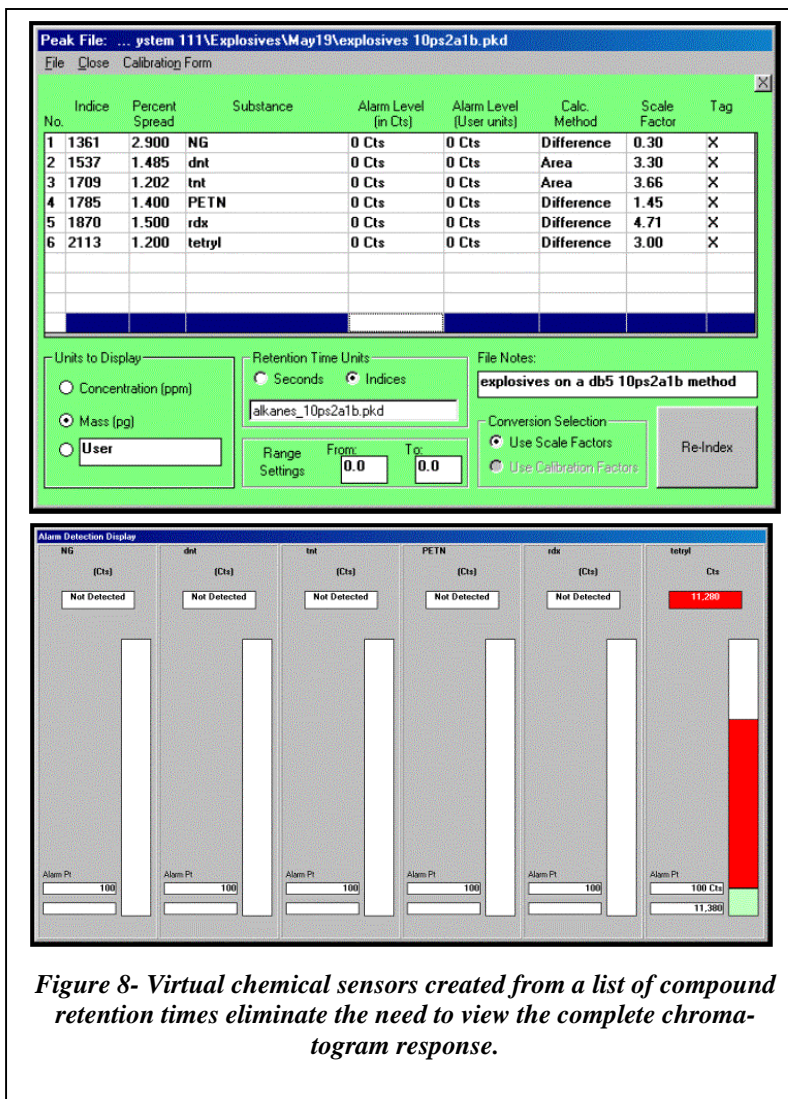 Peak File: ... ystem 111\Explosives\May19\explosives 10ps2a1b.pkd
File Close Calibration Form
X
No. Indice Percent Spread Substance Alarm Level (in Cts) Alarm Level (User units) Calc. Method Scale Factor Tag
1 1361 2.900 NG 0 Cts 0 Cts Difference 0.30 X
2 1537 1.485 dnt 0 Cts 0 Cts Area 3.30 X
3 1709 1.202 tnt 0 Cts 0 Cts Area 3.66 X
4 1785 1.400 PETN 0 Cts 0 Cts Difference 1.45 X
5 1870 1.500 rdx 0 Cts 0 Cts Difference 4.71 X
6 2113 1.200 tetryl 0 Cts 0 Cts Difference 3.00 X
Units to Display
Concentration (ppm)
Mass (pg)
User
Retention Time Units
Seconds Indices
alkanes_10ps2a1b.pkd
Range Settings From: 0.0 To: 0.0
File Notes:
explosives on a db5 10ps2a1b method
Conversion Selection
Use Scale Factors
Use Calibration Factors
Re-Index
Alarm Detection Display
NG dnt tnt PETN rdx tetryl
(Cts) (Cts) (Cts) (Cts) (Cts) Cts
Not Detected Not Detected Not Detected Not Detected Not Detected 11,280
Alarm Pt Alarm Pt Alarm Pt Alarm Pt Alarm Pt Alarm Pt
100 100 100 100 100 100 Cts
11,380
Figure 8- Virtual chemical sensors created from a list of compound
retention times eliminate the need to view the complete chroma-
togram response.